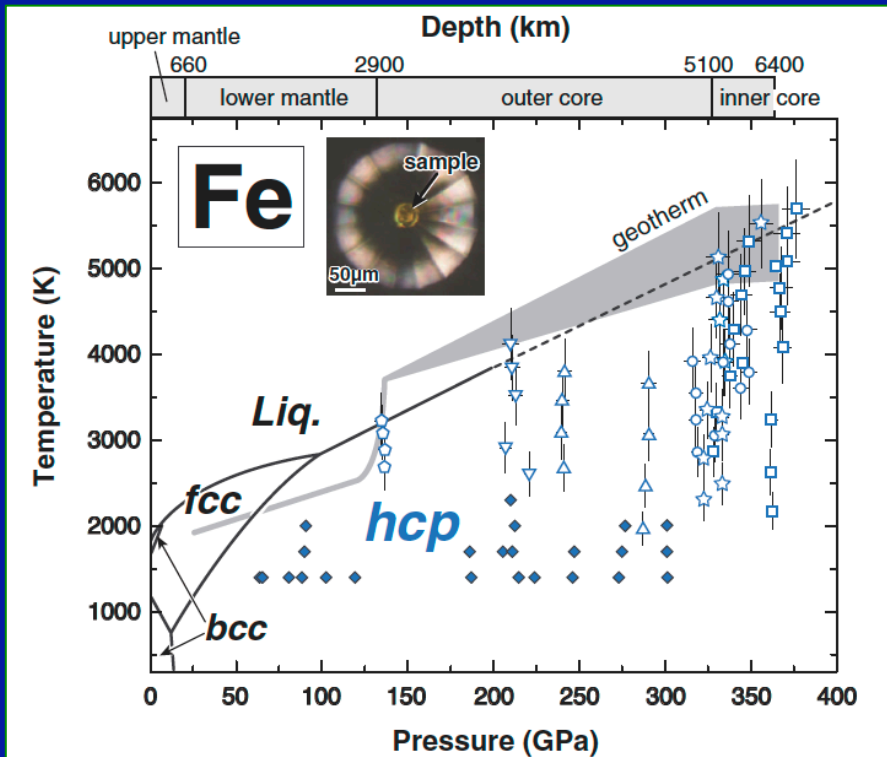 Depth (km)
upper mantle
660 2900 5100 6400
lower mantle outer core inner core
Fe
sample
50µm
geotherm
6000
5000
4000
3000
2000
1000
Temperature (K)
Liq.
fcc
hcp
bcc
0 50 100 150 200 250 300 350 400
Pressure (GPa)